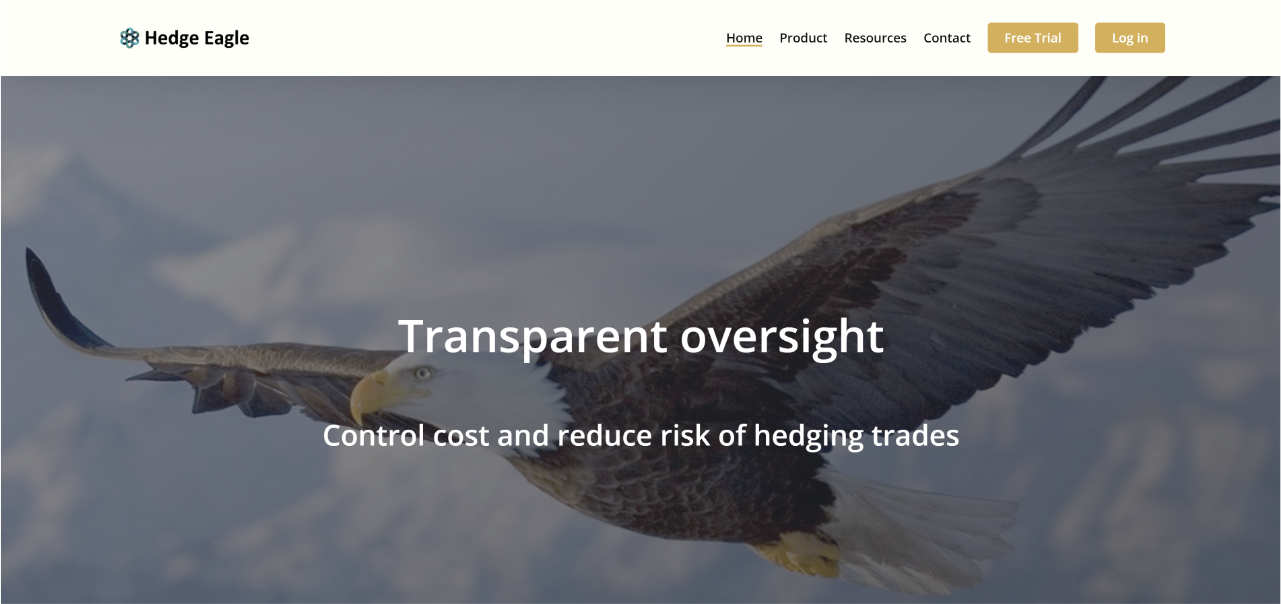 Hedge Eagle
Home Product Resources Contact Free Trial Log in
Transparent oversight
Control cost and reduce risk of hedging trades